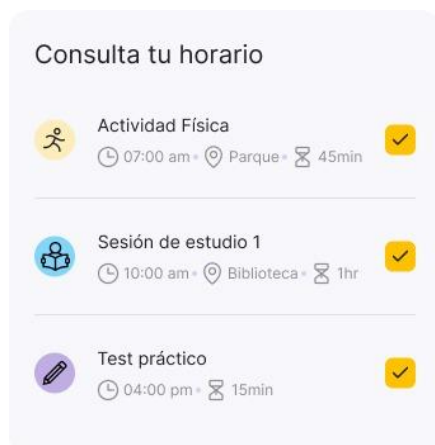 Consulta tu horario
Actividad Física
07:00 am • Parque • 45min
Sesión de estudio 1
10:00 am • Biblioteca • 1hr
Test práctico
04:00 pm • 15min